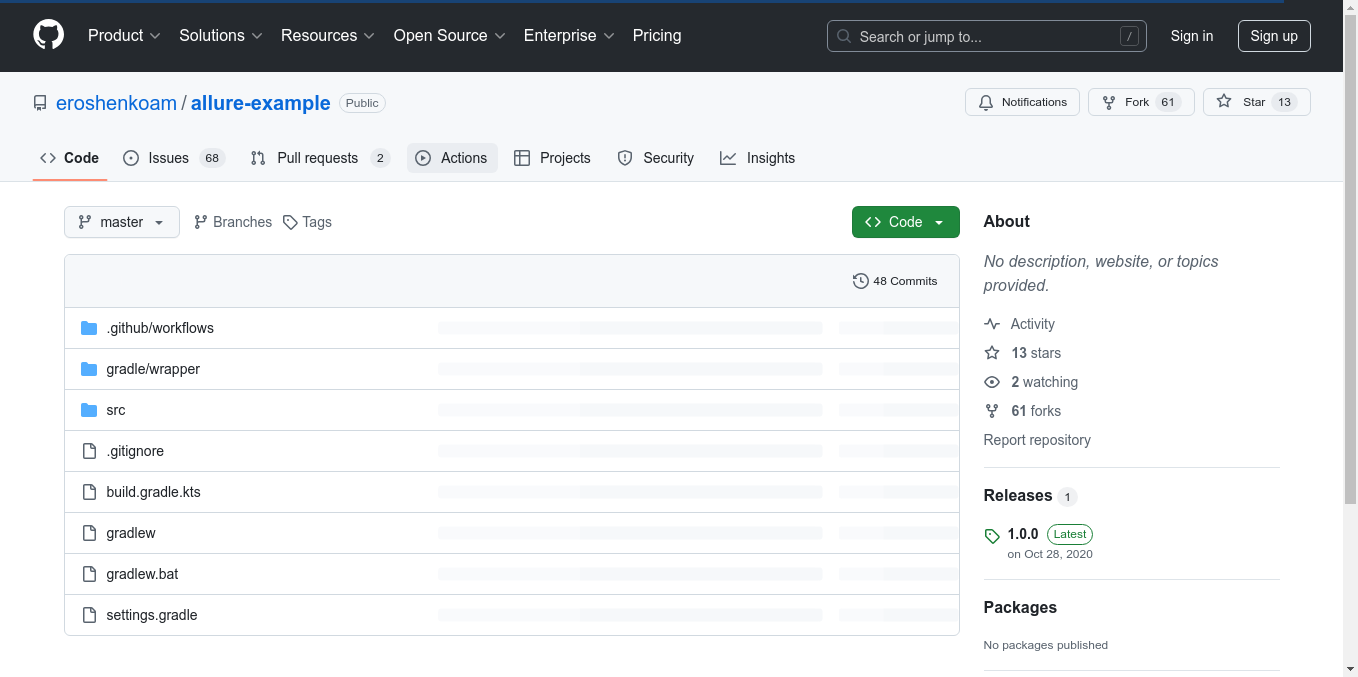 Product Solutions Resources Open Source Enterprise Pricing Search or jump to... / Sign in Sign up
eroshenkoam / allure-example Public Notifications Fork 61 Star 13
Code Issues 68 Pull requests 2 Actions Projects Security Insights
master Branches Tags Code
48 Commits
.github/workflows
gradle/wrapper
src
.gitignore
build.gradle.kts
gradlew
gradlew.bat
settings.gradle
About
No description, website, or topics
provided.
Activity
13 stars
2 watching
61 forks
Report repository
Releases 1
1.0.0 Latest
on Oct 28, 2020
Packages
No packages published